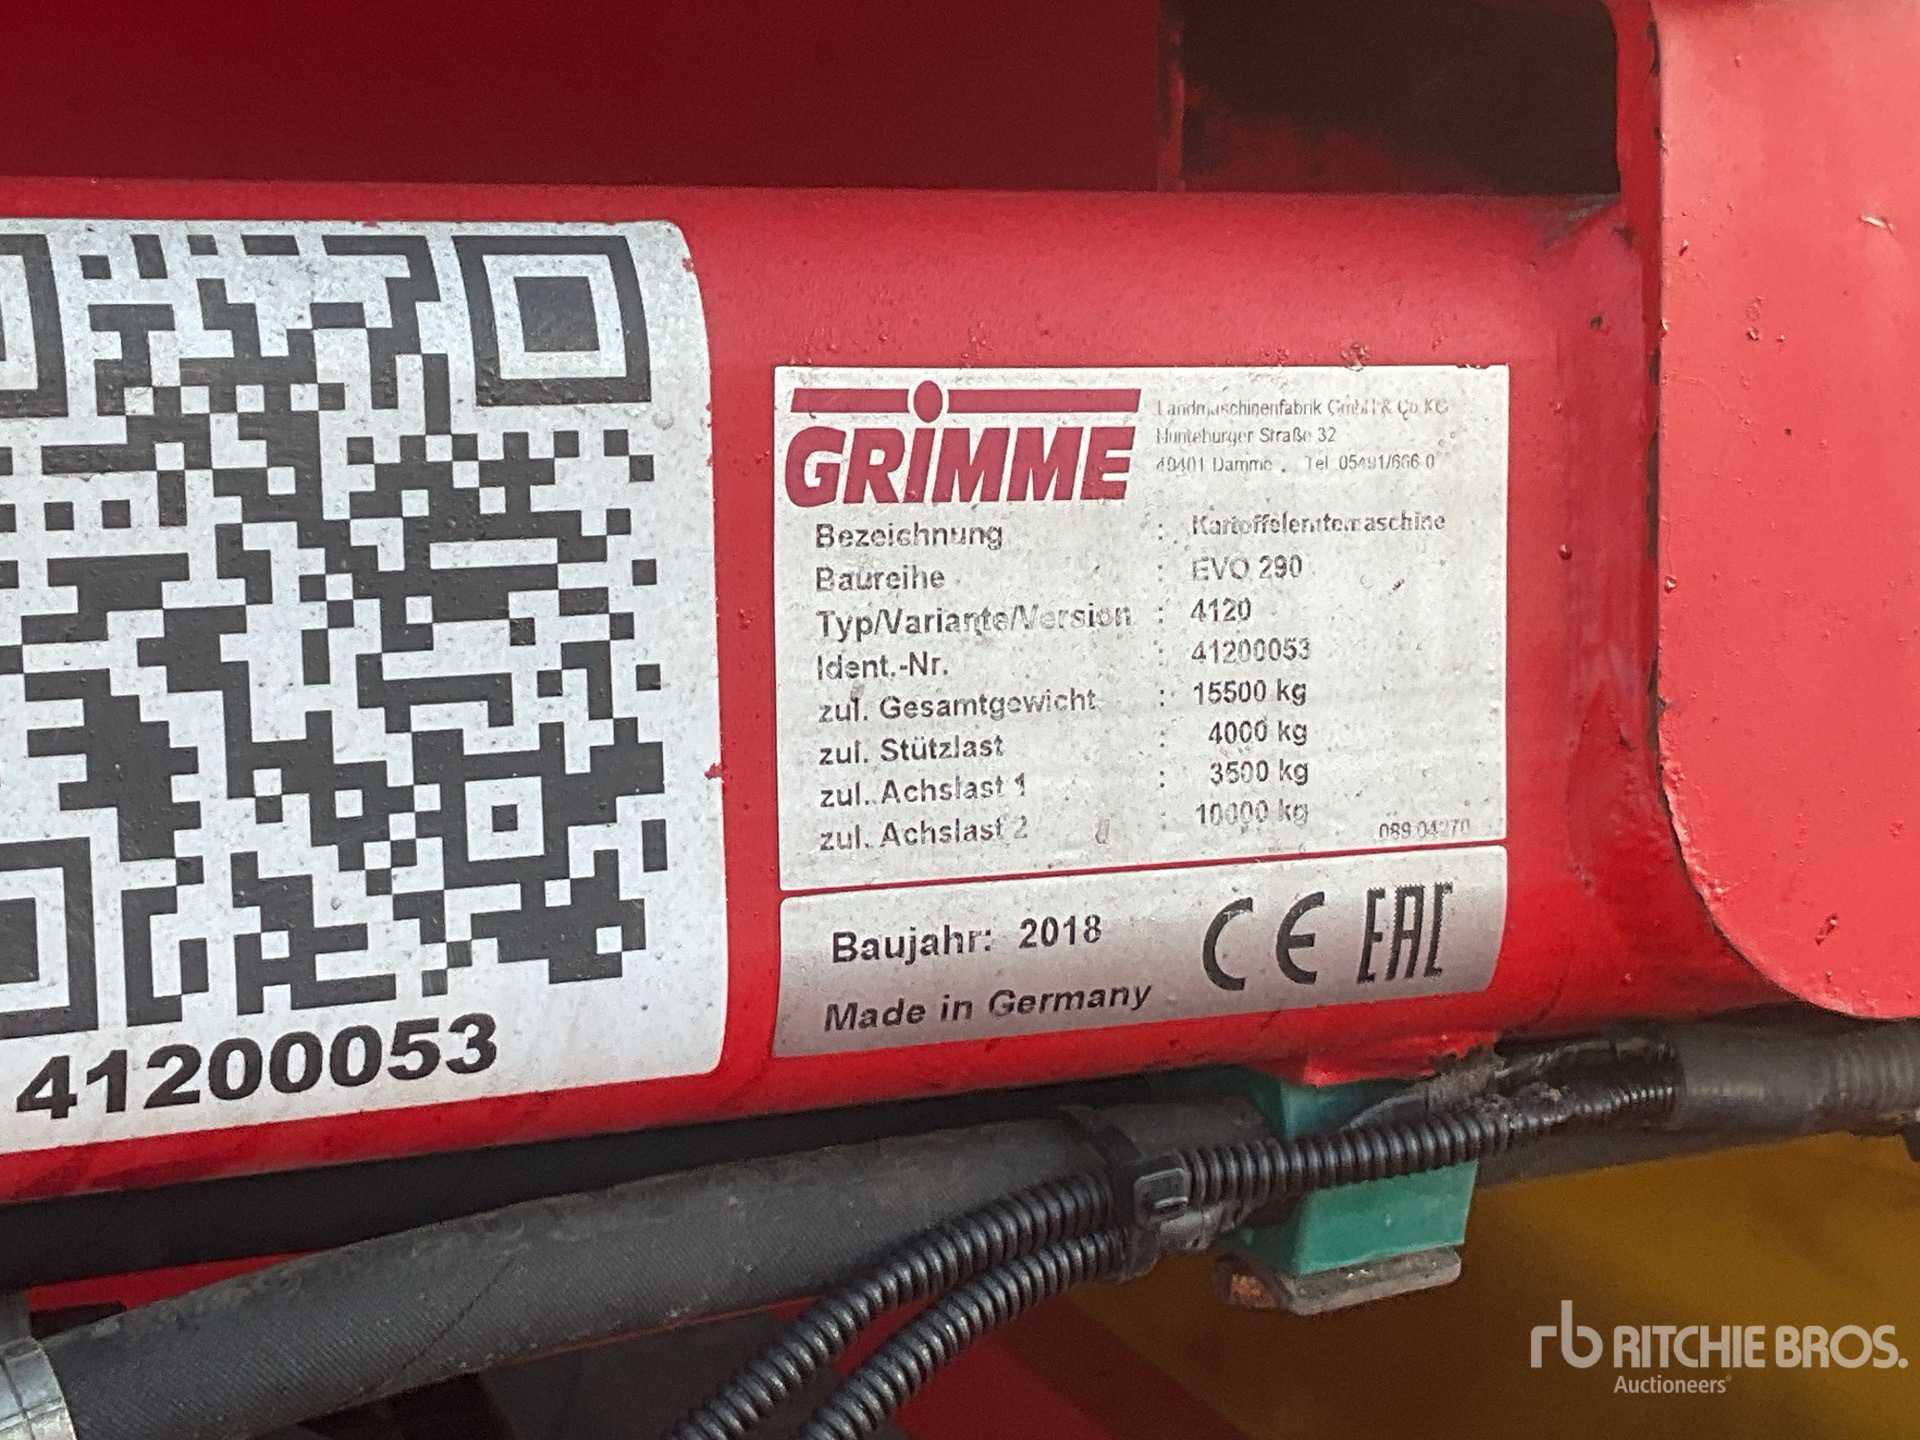 41200053
GRIMME
Landmaschinenfabrik GmbH & Co. KG
Hunteburger Straße 32
49401 Damme . Tel. 05491/666-0
Bezeichnung : Kartoffelerntemaschine
Baureihe : EVO 290
Typ/Variante/Version : 4120
Ident.-Nr. : 41200053
zul. Gesamtgewicht : 15500 kg
zul. Stützlast : 4000 kg
zul. Achslast 1 : 3500 kg
zul. Achslast 2 : 10000 kg
089.04270
Baujahr: 2018 CE EAC
Made in Germany
rb RITCHIE BROS.
Auctioneers